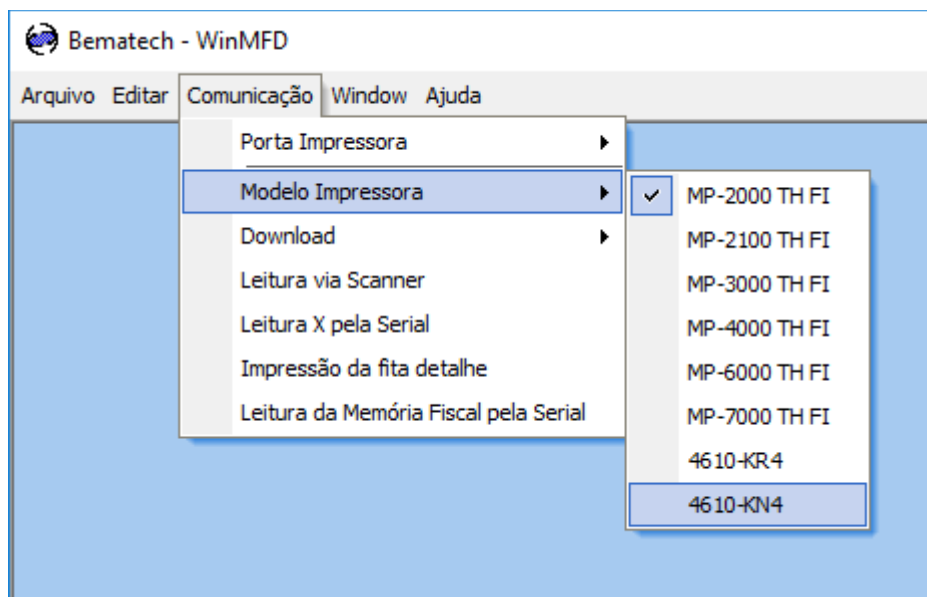 Bematech - WinMFD
Arquivo Editar Comunicação Window Ajuda
Porta Impressora
Modelo Impressora
Download
Leitura via Scanner
Leitura X pela Serial
Impressão da fita detalhe
Leitura da Memória Fiscal pela Serial
MP-2000 TH FI
MP-2100 TH FI
MP-3000 TH FI
MP-4000 TH FI
MP-6000 TH FI
MP-7000 TH FI
4610-KR4
4610-KN4